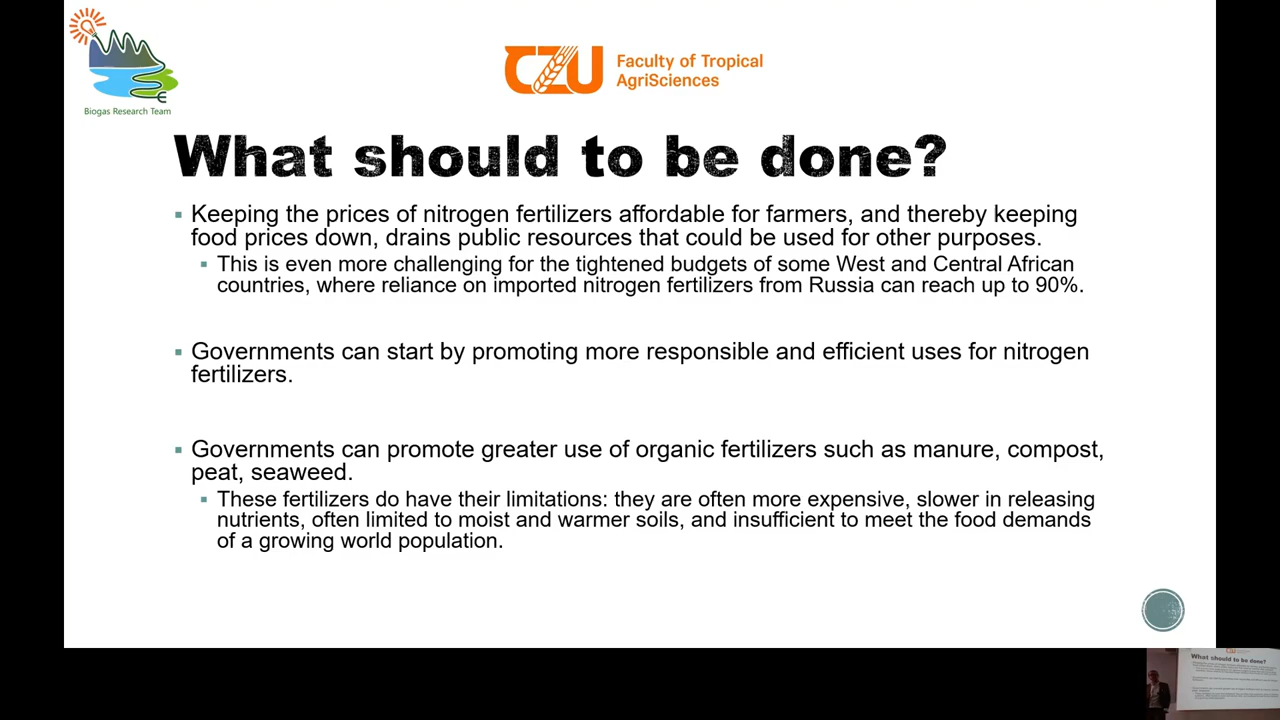 Biogas Research Team
CZU
Faculty of Tropical
AgriSciences
What should to be done?
Keeping the prices of nitrogen fertilizers affordable for farmers, and thereby keeping
food prices down, drains public resources that could be used for other purposes.
This is even more challenging for the tightened budgets of some West and Central African
countries, where reliance on imported nitrogen fertilizers from Russia can reach up to 90%.
Governments can start by promoting more responsible and efficient uses for nitrogen
fertilizers.
Governments can promote greater use of organic fertilizers such as manure, compost,
peat, seaweed.
These fertilizers do have their limitations: they are often more expensive, slower in releasing
nutrients, often limited to moist and warmer soils, and insufficient to meet the food demands
of a growing world population.
What should to be done?